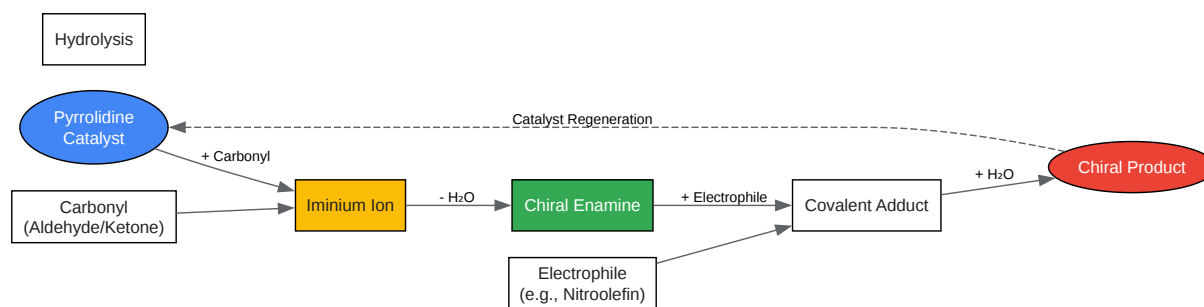 Hydrolysis
Pyrrolidine
Catalyst
Catalyst Regeneration
+ Carbonyl
Carbonyl
(Aldehyde/Ketone)
Iminium Ion
- H₂O
Chiral Enamine
+ Electrophile
Electrophile
(e.g., Nitroolefin)
Covalent Adduct
+ H₂O
Chiral Product